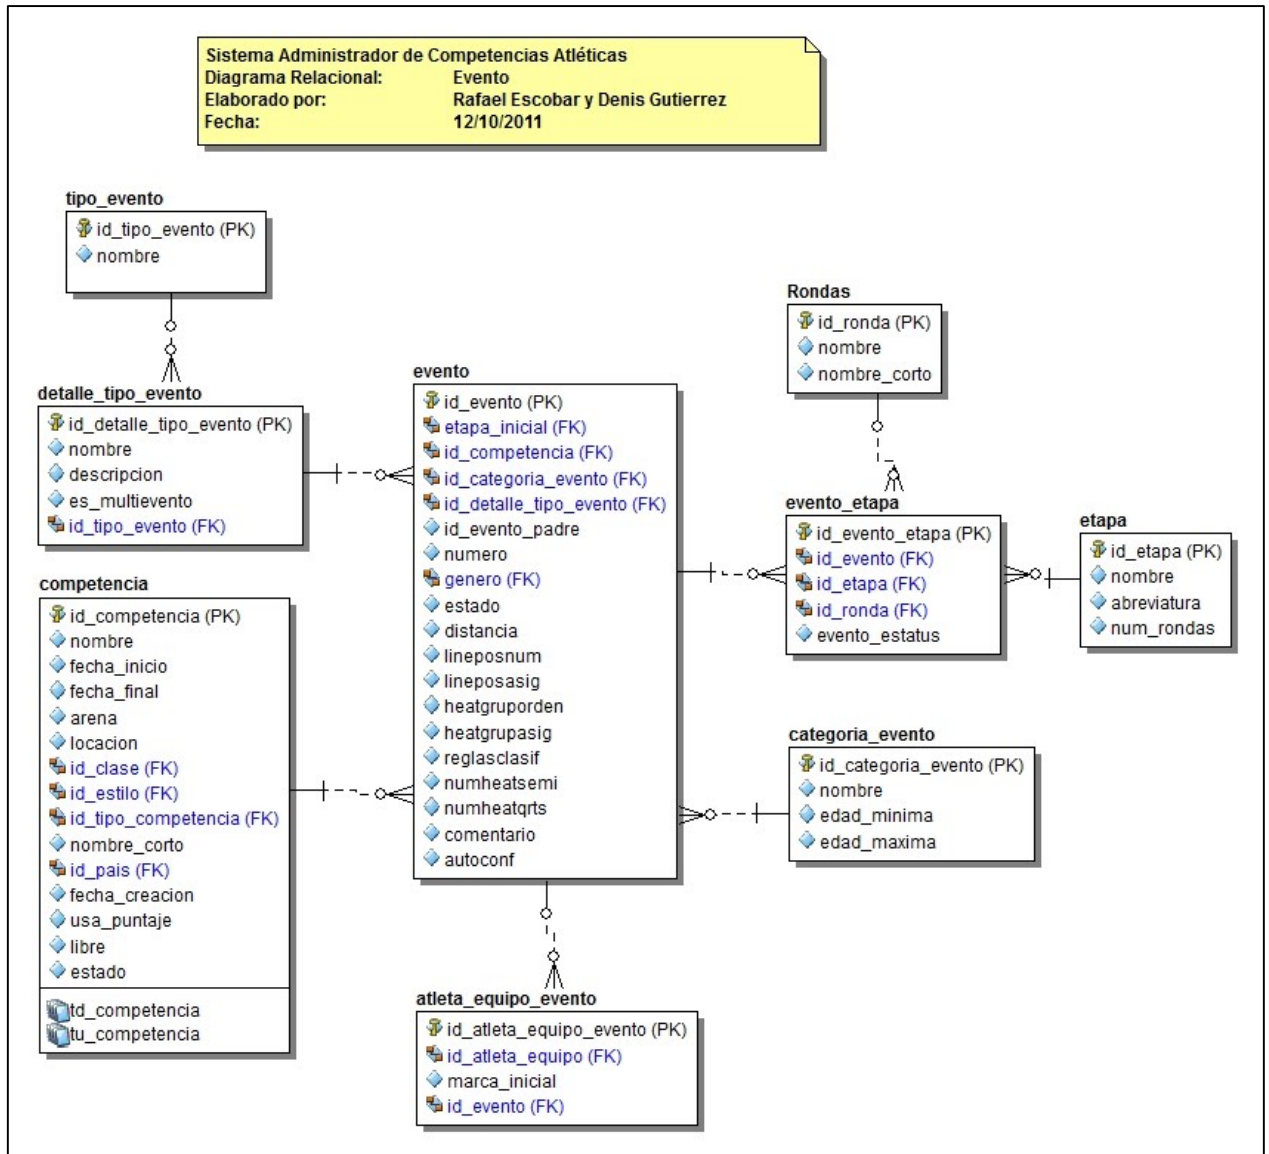 Sistema Administrador de Competencias Atléticas
Diagrama Relacional: Evento
Elaborado por: Rafael Escobar y Denis Gutierrez
Fecha: 12/10/2011
tipo_evento
id_tipo_evento (PK)
nombre
detalle_tipo_evento
id_detalle_tipo_evento (PK)
nombre
descripcion
es_multievento
id_tipo_evento (FK)
competencia
id_competencia (PK)
nombre
fecha_inicio
fecha_final
arena
locacion
id_clase (FK)
id_estilo (FK)
id_tipo_competencia (FK)
nombre_corto
id_pais (FK)
fecha_creacion
usa_puntaje
libre
estado
td_competencia
tu_competencia
evento
id_evento (PK)
etapa_inicial (FK)
id_competencia (FK)
id_categoria_evento (FK)
id_detalle_tipo_evento (FK)
id_evento_padre
numero
genero (FK)
estado
distancia
lineposnum
lineposasig
heatgruporden
heatgrupasig
reglasclasif
numheatsemi
numheatqrts
comentario
autoconf
atleta_equipo_evento
id_atleta_equipo_evento (PK)
id_atleta_equipo (FK)
marca_inicial
id_evento (FK)
Rondas
id_ronda (PK)
nombre
nombre_corto
evento_etapa
id_evento_etapa (PK)
id_evento (FK)
id_etapa (FK)
id_ronda (FK)
evento_estatus
etapa
id_etapa (PK)
nombre
abreviatura
num_rondas
categoria_evento
id_categoria_evento (PK)
nombre
edad_minima
edad_maxima